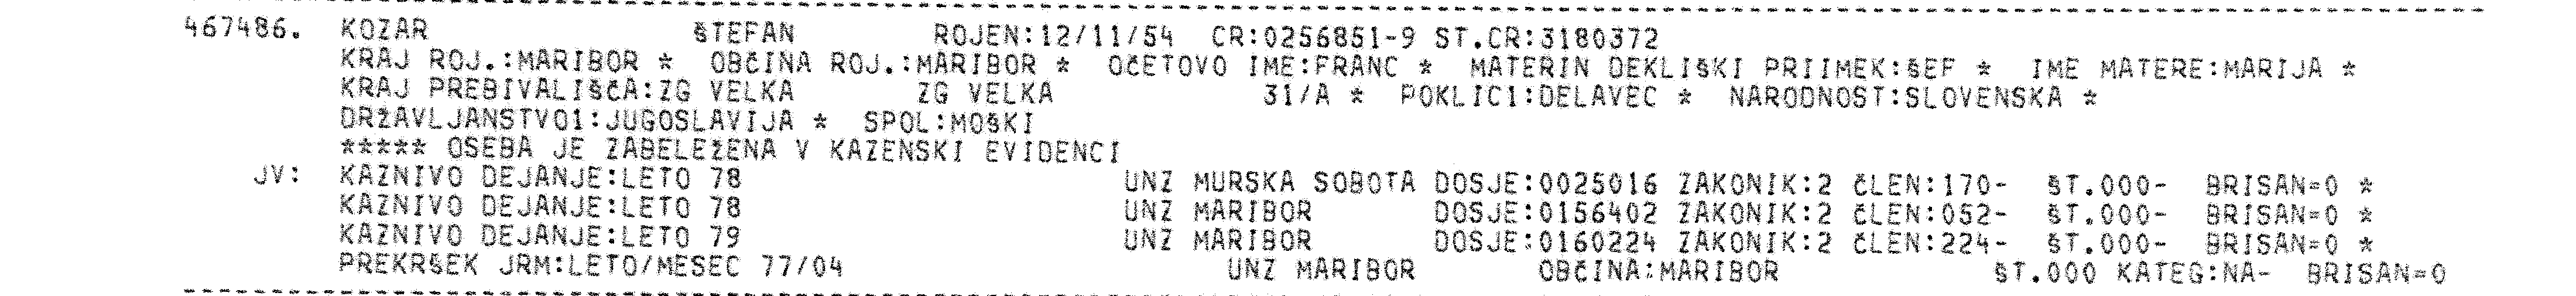 467486. KOZAR ŠTEFAN ROJEN:12/11/54 CR:0256851-9 ST.CR:3180372
KRAJ ROJ.:MARIBOR * OBČINA ROJ.:MARIBOR * OČETOVO IME:FRANC * MATERIN DEKLIŠKI PRIIMEK:ŠEF * IME MATERE:MARIJA *
KRAJ PREBIVALIŠČA:ZG VELKA ZG VELKA 31/A * POKLIC1:DELAVEC * NARODNOST:SLOVENSKA *
DRŽAVLJANSTVO1:JUGOSLAVIJA * SPOL:MOŠKI
***** OSEBA JE ZABELEŽENA V KAZENSKI EVIDENCI
JV: KAZNIVO DEJANJE:LETO 78 UNZ MURSKA SOBOTA DOSJE:0025016 ZAKONIK:2 ČLEN:170- ŠT.000- BRISAN=0 *
KAZNIVO DEJANJE:LETO 78 UNZ MARIBOR DOSJE:0156402 ZAKONIK:2 ČLEN:052- ŠT.000- BRISAN=0 *
KAZNIVO DEJANJE:LETO 79 UNZ MARIBOR DOSJE:0160224 ZAKONIK:2 ČLEN:224- ŠT.000- BRISAN=0 *
PREKRŠEK JRM:LETO/MESEC 77/04 UNZ MARIBOR OBČINA:MARIBOR ŠT.000 KATEG:NA- BRISAN=0